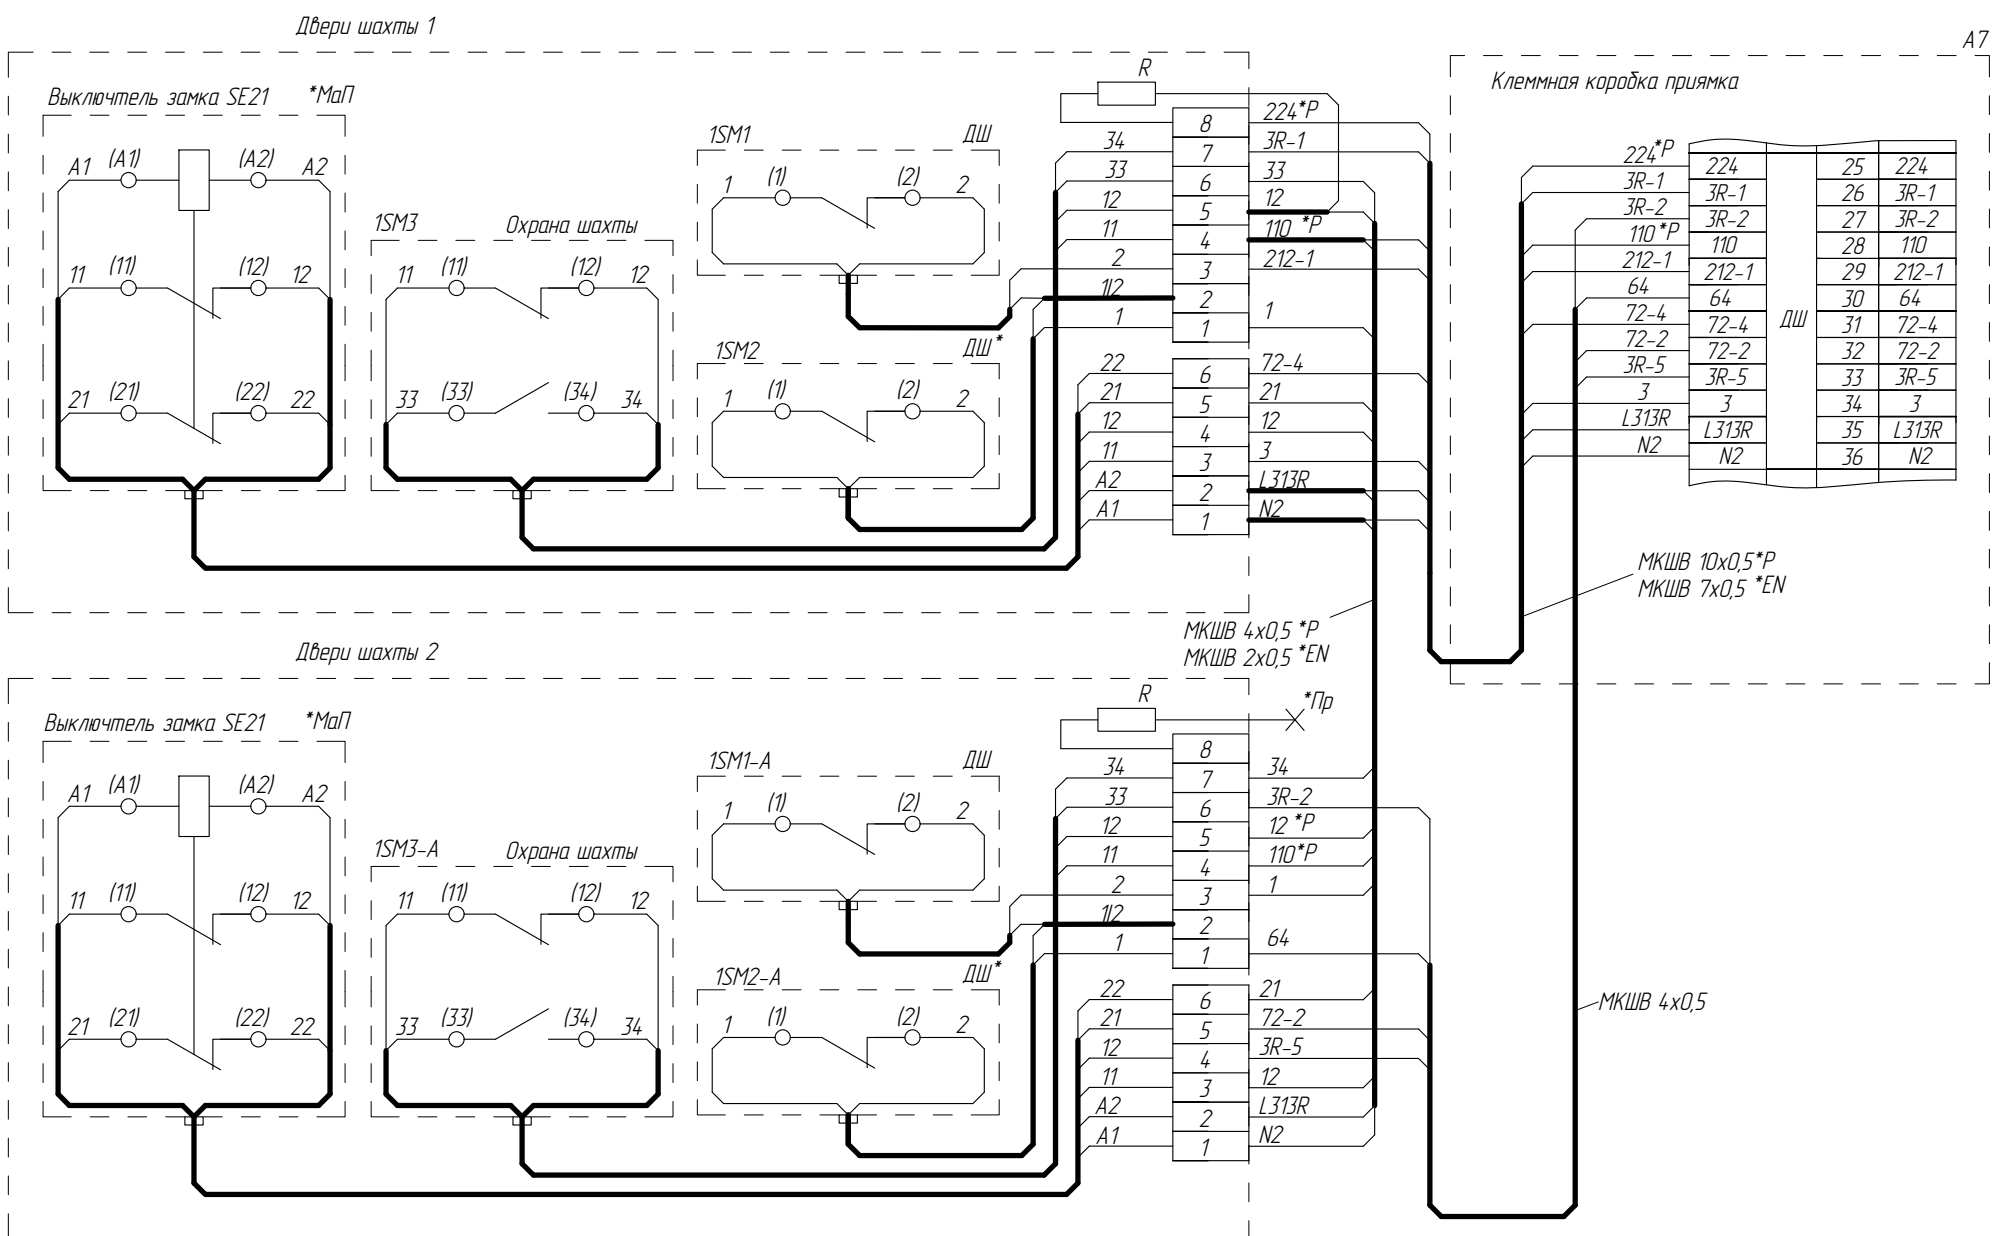 Двери шахты 1
A7
Выключтель замка SE21 *МаП
A1 (A1) (A2) A2
11 (11) (12) 12
21 (21) (22) 22
1SM3 Охрана шахты
11 (11) (12) 12
33 (33) (34) 34
1SM1 ДШ
1 (1) (2) 2
1SM2 ДШ*
1 (1) (2) 2
R
8 224*Р
34 7 3R-1
33 6 33
12 5 12
11 4 110 *Р
2 3 212-1
1/2 2
1 1 1
22 6 72-4
21 5 21
12 4 12
11 3 3
A2 2 L313R
A1 1 N2
Клеммная коробка приямка
224*Р 224 25 224
3R-1 3R-1 26 3R-1
3R-2 3R-2 27 3R-2
110*Р 110 28 110
212-1 212-1 29 212-1
64 64 30 64
72-4 72-4 ДШ 31 72-4
72-2 72-2 32 72-2
3R-5 3R-5 33 3R-5
3 3 34 3
L313R L313R 35 L313R
N2 N2 36 N2
МКШВ 10x0,5*Р
МКШВ 7x0,5 *EN
МКШВ 4x0,5 *Р
МКШВ 2x0,5 *EN
Двери шахты 2
Выключтель замка SE21 *МаП
A1 (A1) (A2) A2
11 (11) (12) 12
21 (21) (22) 22
1SM3-A Охрана шахты
11 (11) (12) 12
33 (33) (34) 34
1SM1-A ДШ
1 (1) (2) 2
1SM2-A ДШ*
1 (1) (2) 2
R *Пр
8
34 7 34
33 6 3R-2
12 5 12 *Р
11 4 110*Р
2 3 1
1/2 2
1 1 64
22 6 21
21 5 72-2
12 4 3R-5
11 3 12
A2 2 L313R
A1 1 N2
МКШВ 4x0,5